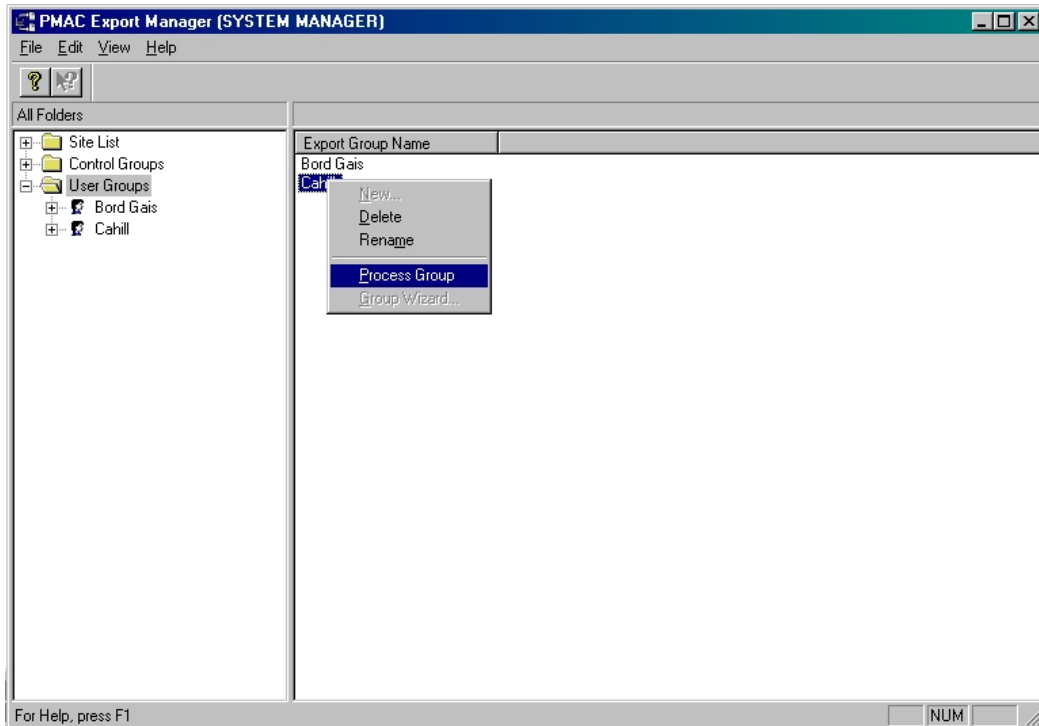 PMAC Export Manager (SYSTEM MANAGER)
File Edit View Help
All Folders
Site List
Control Groups
User Groups
Bord Gais
Cahill
Export Group Name
Bord Gais
New...
Delete
Rename
Process Group
Group Wizard...
For Help, press F1
NUM